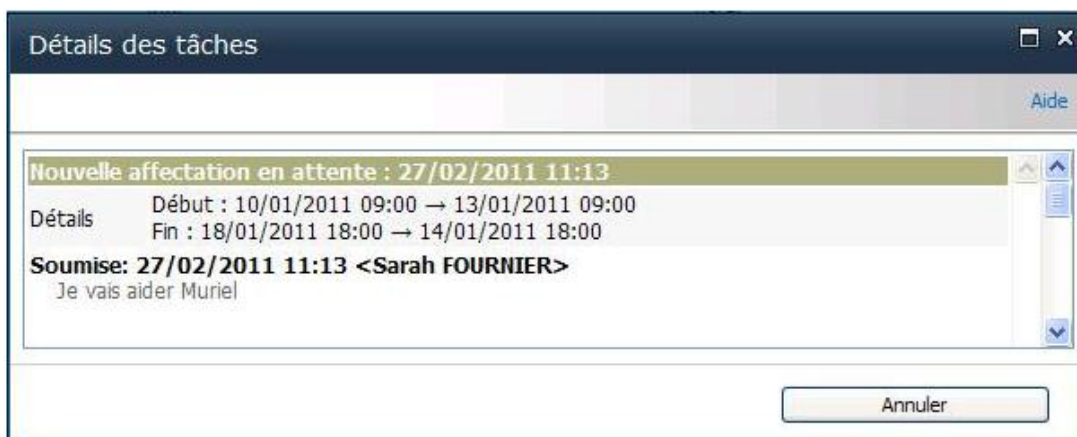 Détails des tâches
Aide
Nouvelle affectation en attente : 27/02/2011 11:13
Détails
Début : 10/01/2011 09:00 → 13/01/2011 09:00
Fin : 18/01/2011 18:00 → 14/01/2011 18:00
Soumise: 27/02/2011 11:13 <Sarah FOURNIER>
Je vais aider Muriel
Annuler